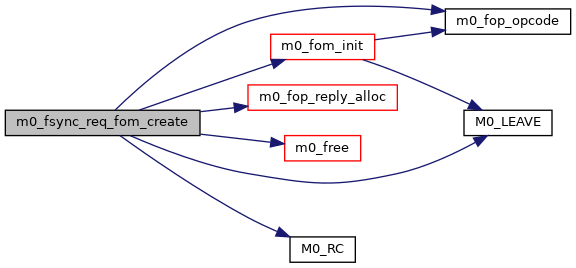 m0_fop_opcode
m0_fom_init
m0_fop_reply_alloc
m0_fsync_req_fom_create
M0_LEAVE
m0_free
M0_RC